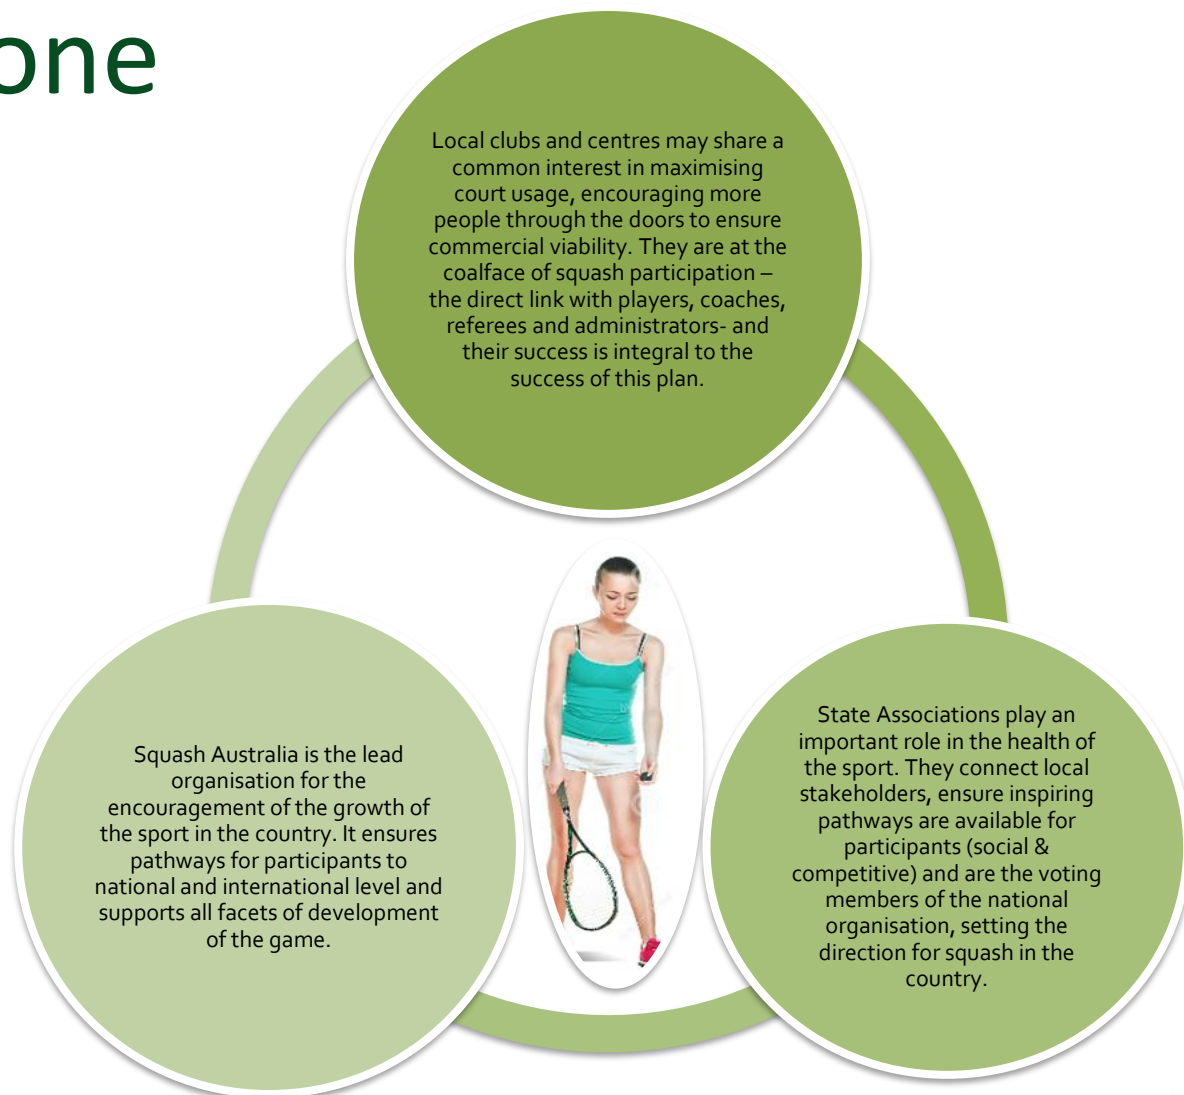 one
Local clubs and centres may share a
common interest in maximising
court usage, encouraging more
people through the doors to ensure
commercial viability. They are at the
coalface of squash participation –
the direct link with players, coaches,
referees and administrators- and
their success is integral to the
success of this plan.
Squash Australia is the lead
organisation for the
encouragement of the growth of
the sport in the country. It ensures
pathways for participants to
national and international level and
supports all facets of development
of the game.
State Associations play an
important role in the health of
the sport. They connect local
stakeholders, ensure inspiring
pathways are available for
participants (social &
competitive) and are the voting
members of the national
organisation, setting the
direction for squash in the
country.